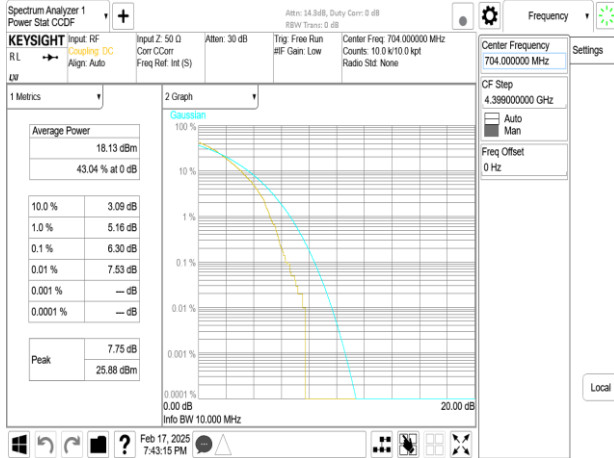 Spectrum Analyzer 1
Power Stat CCDF
Attn: 14.3dB, Duty Corr: 0 dB
RBW Trans: 0 dB
Frequency
KEYSIGHT
RL
LXI
Input: RF
Coupling: DC
Align: Auto
Input Z: 50 Ω
Corr CCorr
Freq Ref: Int (S)
Atten: 30 dB
Trig: Free Run
#IF Gain: Low
Center Freq: 704.000000 MHz
Counts: 10.0 k/10.0 kpt
Radio Std: None
Center Frequency
704.000000 MHz
Settings
CF Step
4.399000000 GHz
Auto
Man
Freq Offset
0 Hz
Local
1 Metrics
Average Power
18.13 dBm
43.04 % at 0 dB
10.0 % 3.09 dB
1.0 % 5.16 dB
0.1 % 6.30 dB
0.01 % 7.53 dB
0.001 % --- dB
0.0001 % --- dB
Peak
7.75 dB
25.88 dBm
2 Graph
Gaussian
100 %
10 %
1 %
0.1 %
0.01 %
0.001 %
0.0001 %
0.00 dB 20.00 dB
Info BW 10.000 MHz
?
Feb 17, 2025
7:43:15 PM